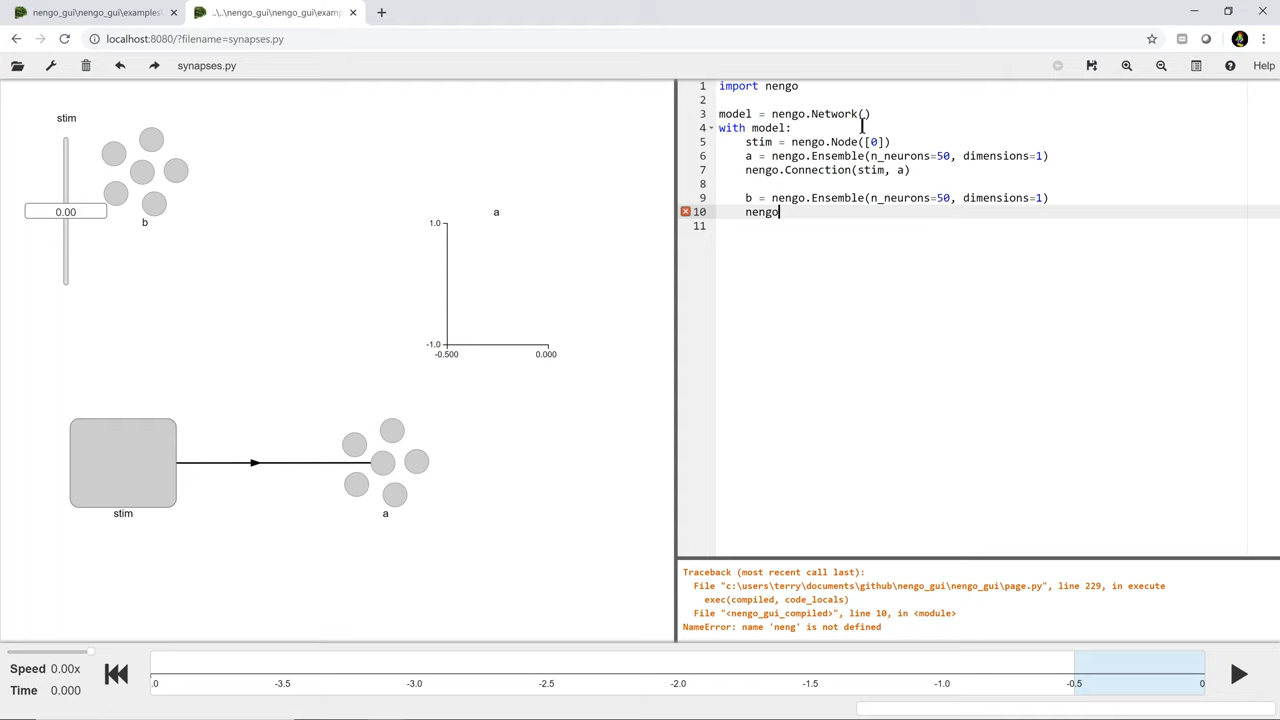 nengo_gui\nengo_gui\examples\
..\..\nengo_gui\nengo_gui\examp
localhost:8080/?filename=synapses.py
synapses.py
Help
stim
0.00
b
a
1.0
-1.0
-0.500
0.000
stim
a
1 import nengo
2
3 model = nengo.Network()
4 with model:
5 stim = nengo.Node([0])
6 a = nengo.Ensemble(n_neurons=50, dimensions=1)
7 nengo.Connection(stim, a)
8
9 b = nengo.Ensemble(n_neurons=50, dimensions=1)
10 nengo
11
Traceback (most recent call last):
File "c:\users\terry\documents\github\nengo_gui\nengo_gui\page.py", line 229, in execute
exec(compiled, code_locals)
File "<nengo_gui_compiled>", line 10, in <module>
NameError: name 'neng' is not defined
Speed 0.00x
Time 0.000
.0 -3.5 -3.0 -2.5 -2.0 -1.5 -1.0 -0.5 0